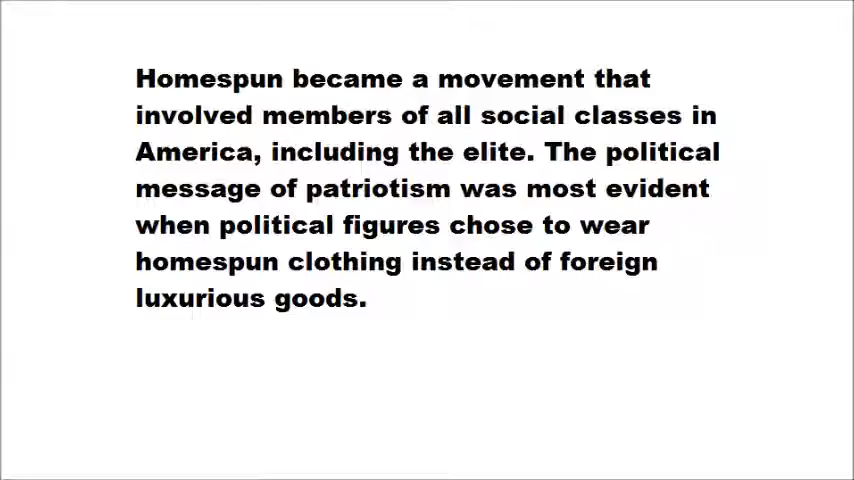 Homespun became a movement that
involved members of all social classes in
America, including the elite. The political
message of patriotism was most evident
when political figures chose to wear
homespun clothing instead of foreign
luxurious goods.